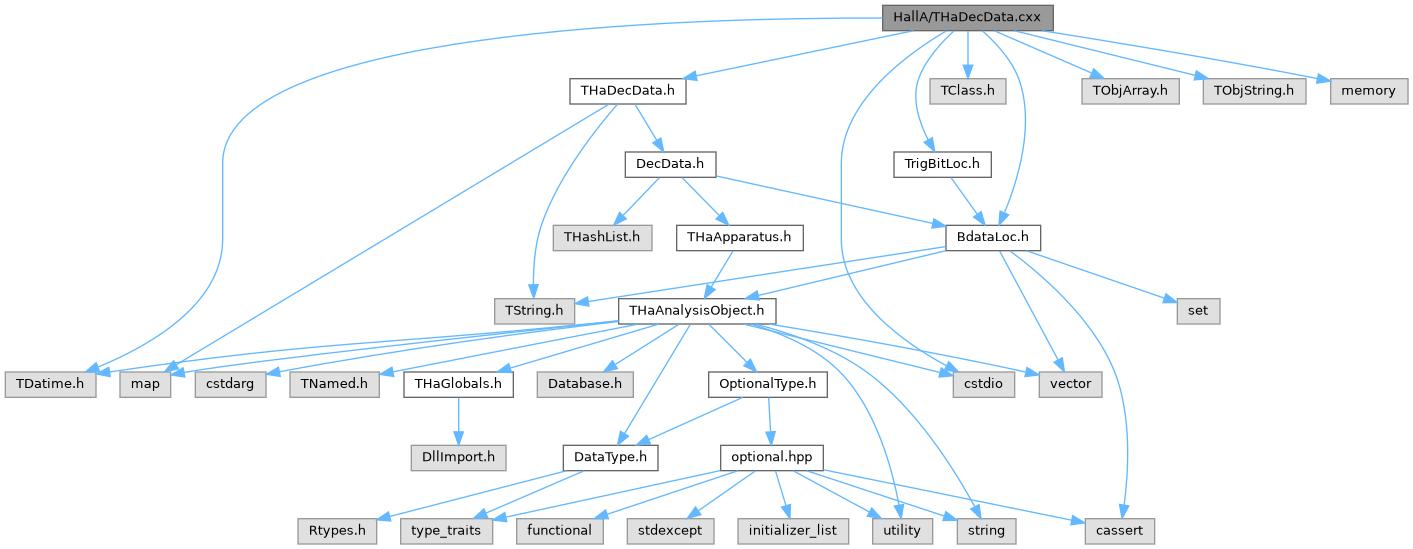 HallA/THaDecData.cxx
THaDecData.h
TClass.h
TObjArray.h
TObjString.h
memory
DecData.h
TrigBitLoc.h
THashList.h
THaApparatus.h
BdataLoc.h
TString.h
THaAnalysisObject.h
set
TDatime.h
map
cstdarg
TNamed.h
THaGlobals.h
Database.h
OptionalType.h
cstdio
vector
DllImport.h
DataType.h
optional.hpp
Rtypes.h
type_traits
functional
stdexcept
initializer_list
utility
string
cassert